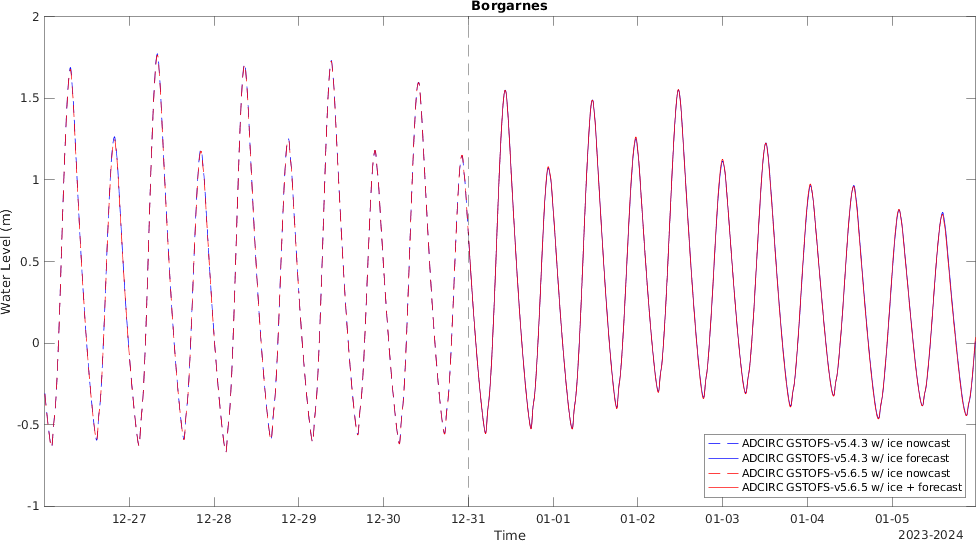 Borgarnes
Water Level (m)
2
1.5
1
0.5
0
-0.5
-1
12-27
12-28
12-29
12-30
12-31
01-01
01-02
01-03
01-04
01-05
Time
2023-2024
ADCIRC GSTOFS-v5.4.3 w/ ice nowcast
ADCIRC GSTOFS-v5.4.3 w/ ice forecast
ADCIRC GSTOFS-v5.6.5 w/ ice nowcast
ADCIRC GSTOFS-v5.6.5 w/ ice + forecast